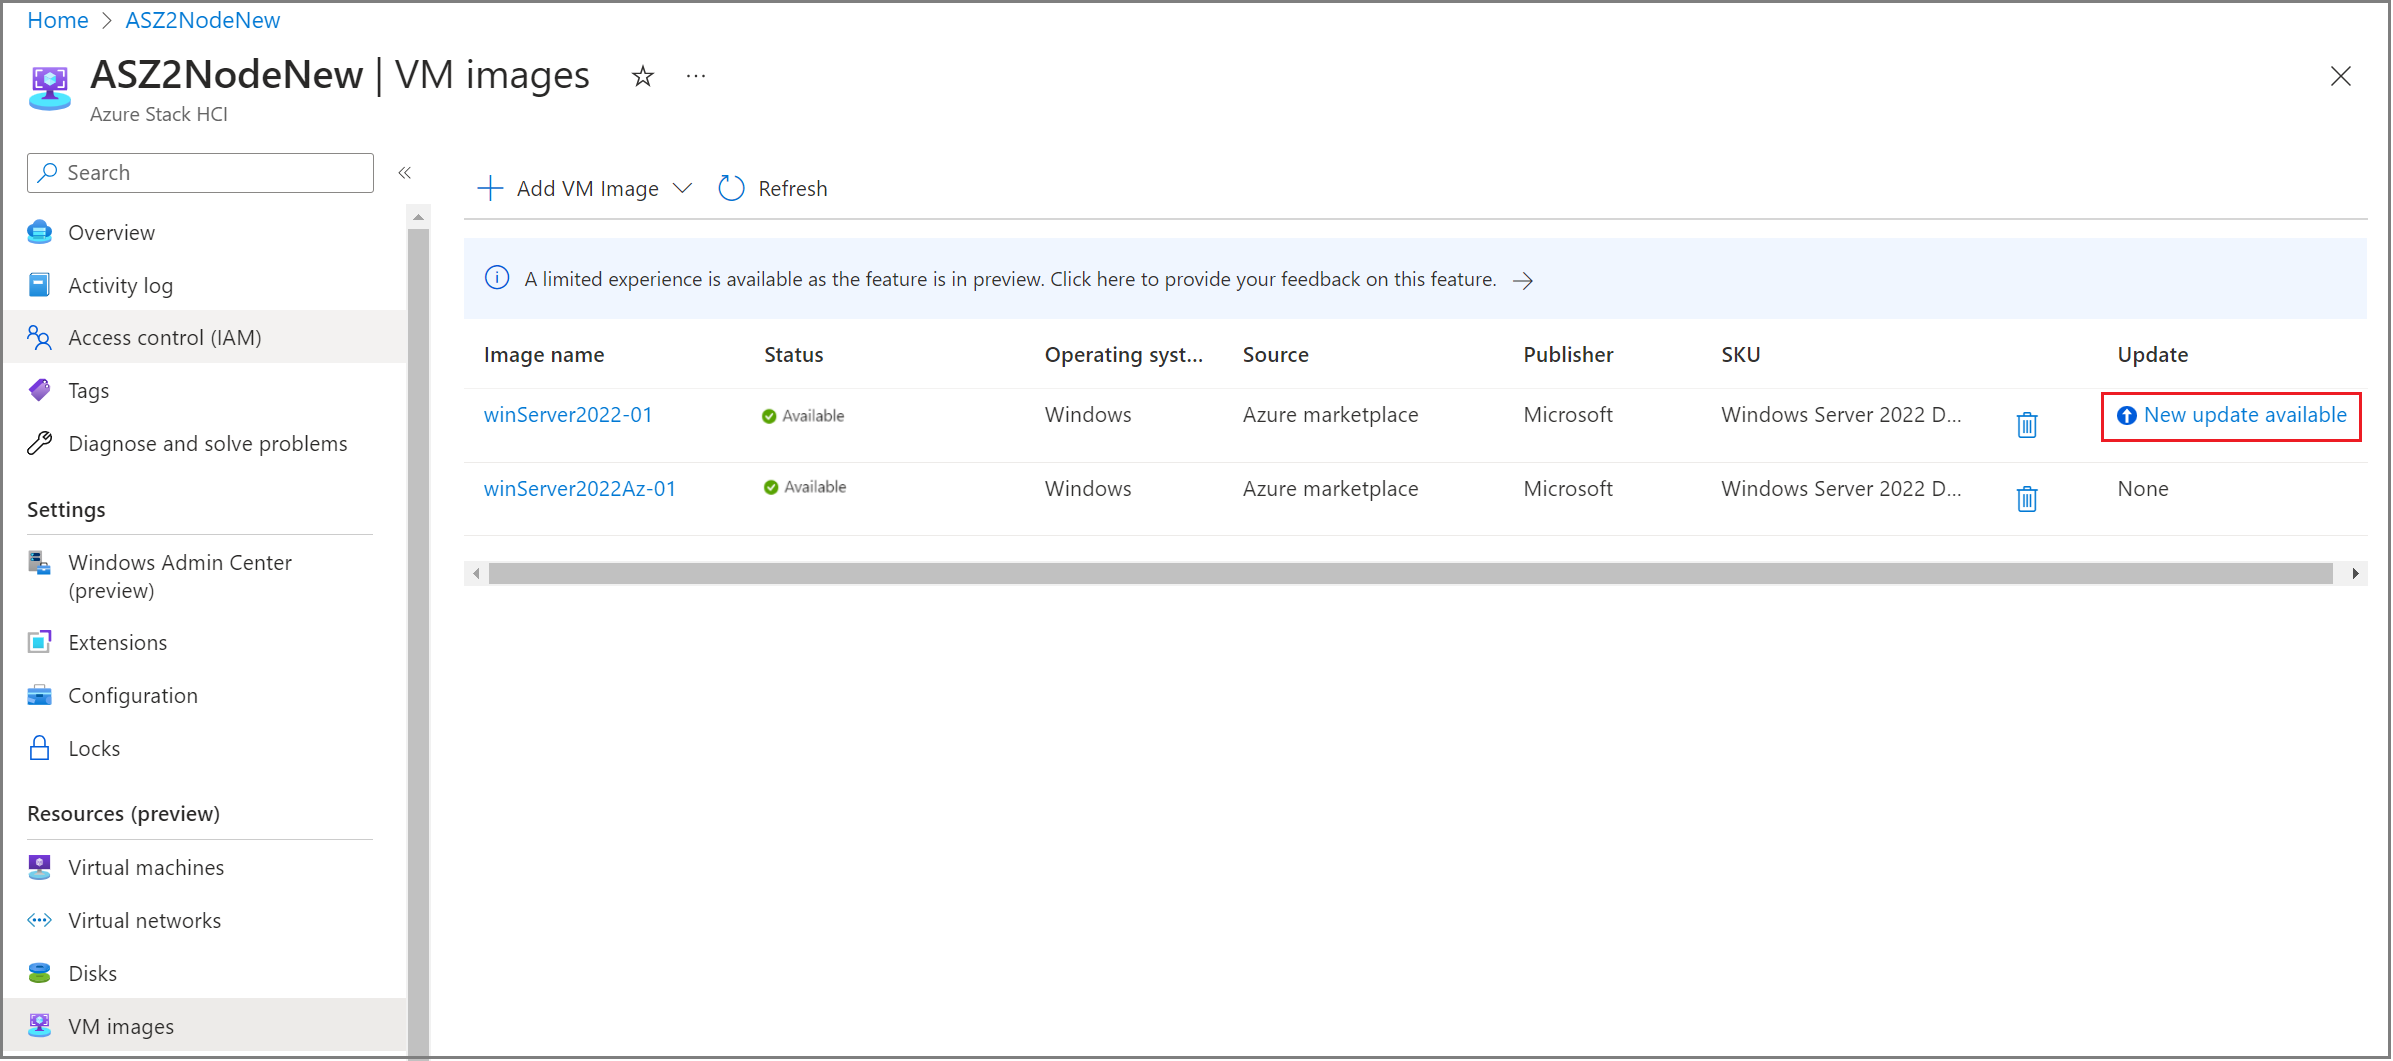 Home > ASZ2NodeNew
ASZ2NodeNew | VM images
Azure Stack HCI
Search
Overview
Activity log
Access control (IAM)
Tags
Diagnose and solve problems
Settings
Windows Admin Center
(preview)
Extensions
Configuration
Locks
Resources (preview)
Virtual machines
Virtual networks
Disks
VM images
Add VM Image Refresh
A limited experience is available as the feature is in preview. Click here to provide your feedback on this feature.
Image name Status Operating syst... Source Publisher SKU Update
winServer2022-01 Available Windows Azure marketplace Microsoft Windows Server 2022 D... New update available
winServer2022Az-01 Available Windows Azure marketplace Microsoft Windows Server 2022 D... None